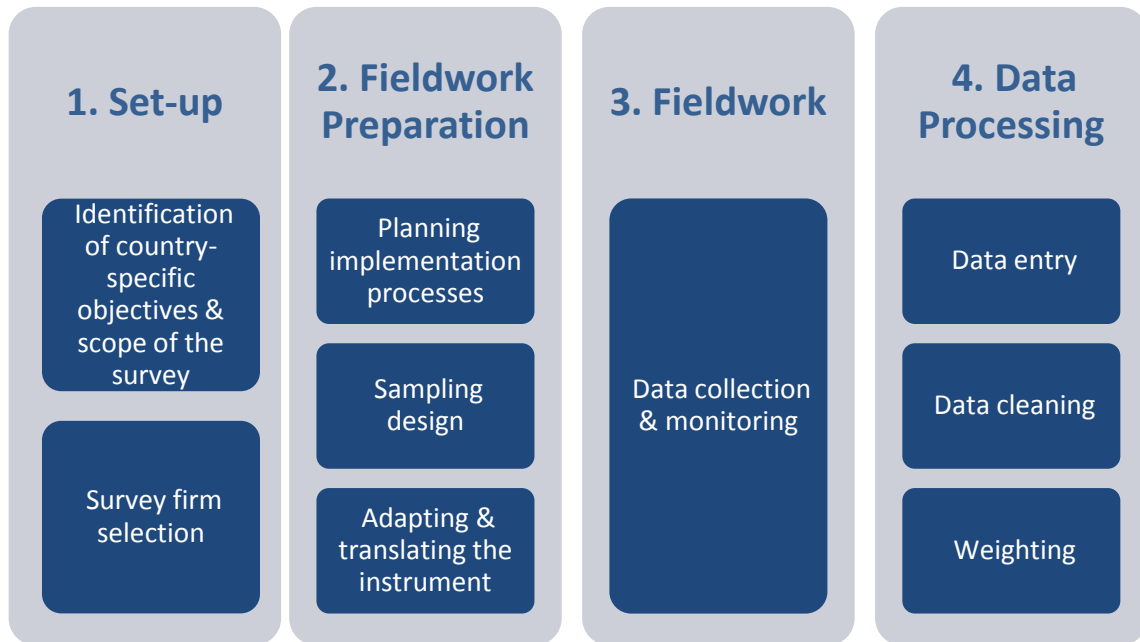 1. Set-up
Identification
of country-
specific
objectives &
scope of the
survey
Survey firm
selection
2. Fieldwork
Preparation
Planning
implementation
processes
Sampling
design
Adapting &
translating the
instrument
3. Fieldwork
Data collection
& monitoring
4. Data
Processing
Data entry
Data cleaning
Weighting